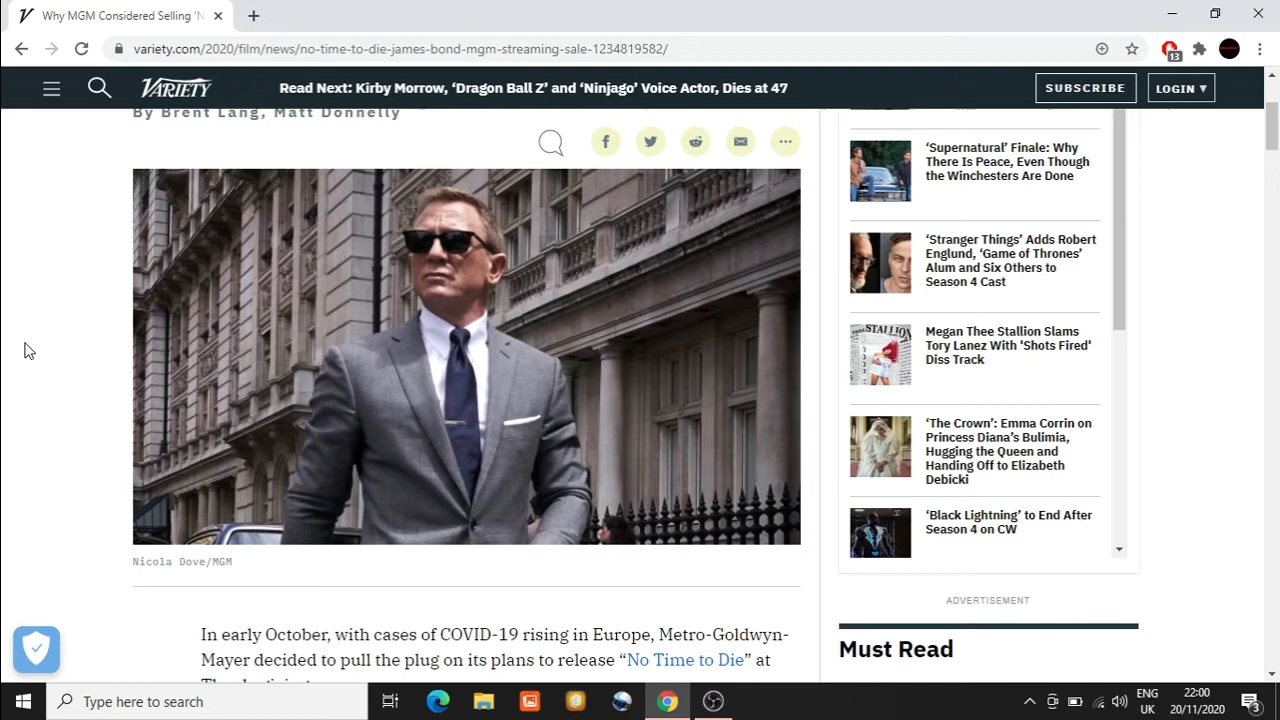 Why MGM Considered Selling 'N
variety.com/2020/film/news/no-time-to-die-james-bond-mgm-streaming-sale-1234819582/
13
VARIETY
Read Next: Kirby Morrow, ‘Dragon Ball Z’ and ‘Ninjago’ Voice Actor, Dies at 47
SUBSCRIBE
LOGIN ▾
By Brent Lang, Matt Donnelly
Nicola Dove/MGM
In early October, with cases of COVID-19 rising in Europe, Metro-Goldwyn-
Mayer decided to pull the plug on its plans to release “No Time to Die” at
‘Supernatural’ Finale: Why
There Is Peace, Even Though
the Winchesters Are Done
‘Stranger Things’ Adds Robert
Englund, ‘Game of Thrones’
Alum and Six Others to
Season 4 Cast
STALLION
Megan Thee Stallion Slams
Tory Lanez With 'Shots Fired'
Diss Track
‘The Crown’: Emma Corrin on
Princess Diana’s Bulimia,
Hugging the Queen and
Handing Off to Elizabeth
Debicki
‘Black Lightning’ to End After
Season 4 on CW
ADVERTISEMENT
Must Read
Type here to search
ENG
UK
22:00
20/11/2020
3